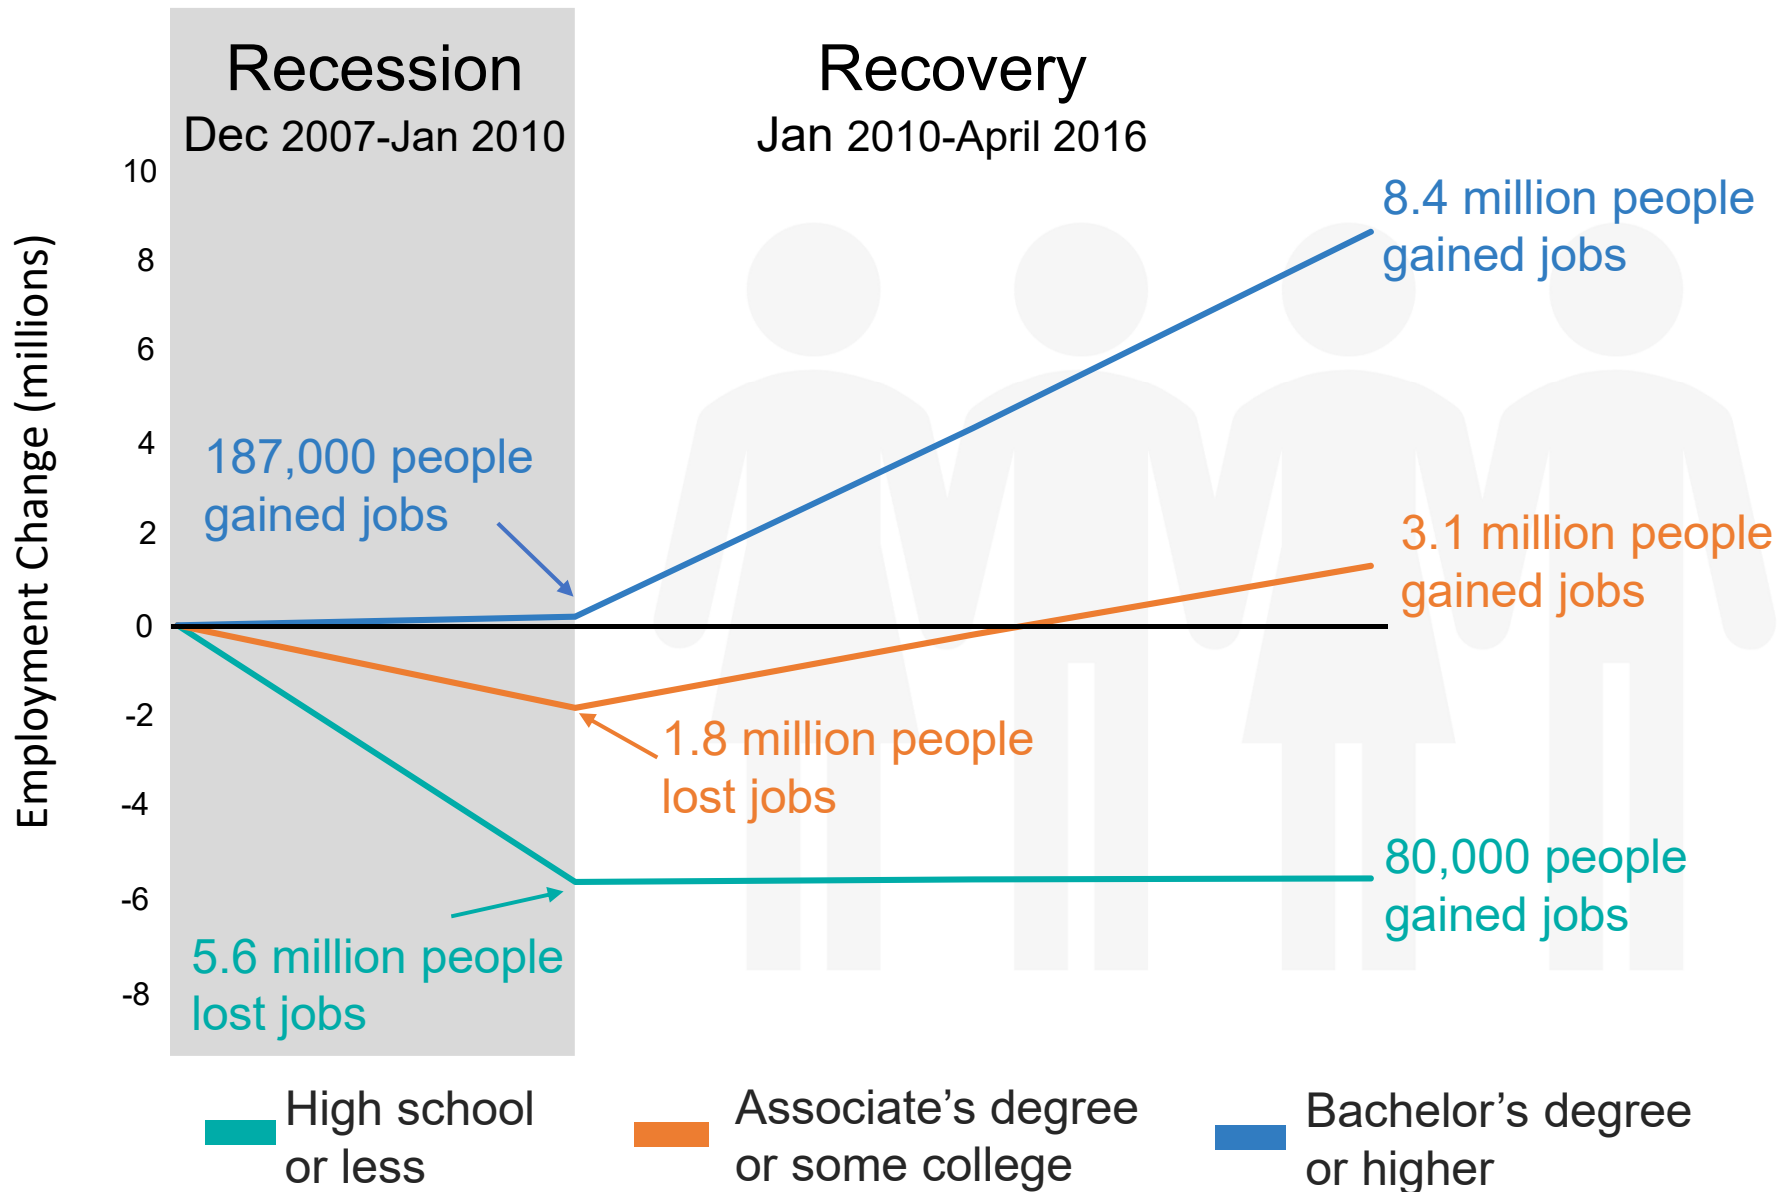 Recession
Dec 2007-Jan 2010
Recovery
Jan 2010-April 2016
Employment Change (millions)
10
8
6
4
2
0
-2
-4
-6
-8
187,000 people
gained jobs
8.4 million people
gained jobs
3.1 million people
gained jobs
1.8 million people
lost jobs
80,000 people
gained jobs
5.6 million people
lost jobs
High school
or less
Associate’s degree
or some college
Bachelor’s degree
or higher